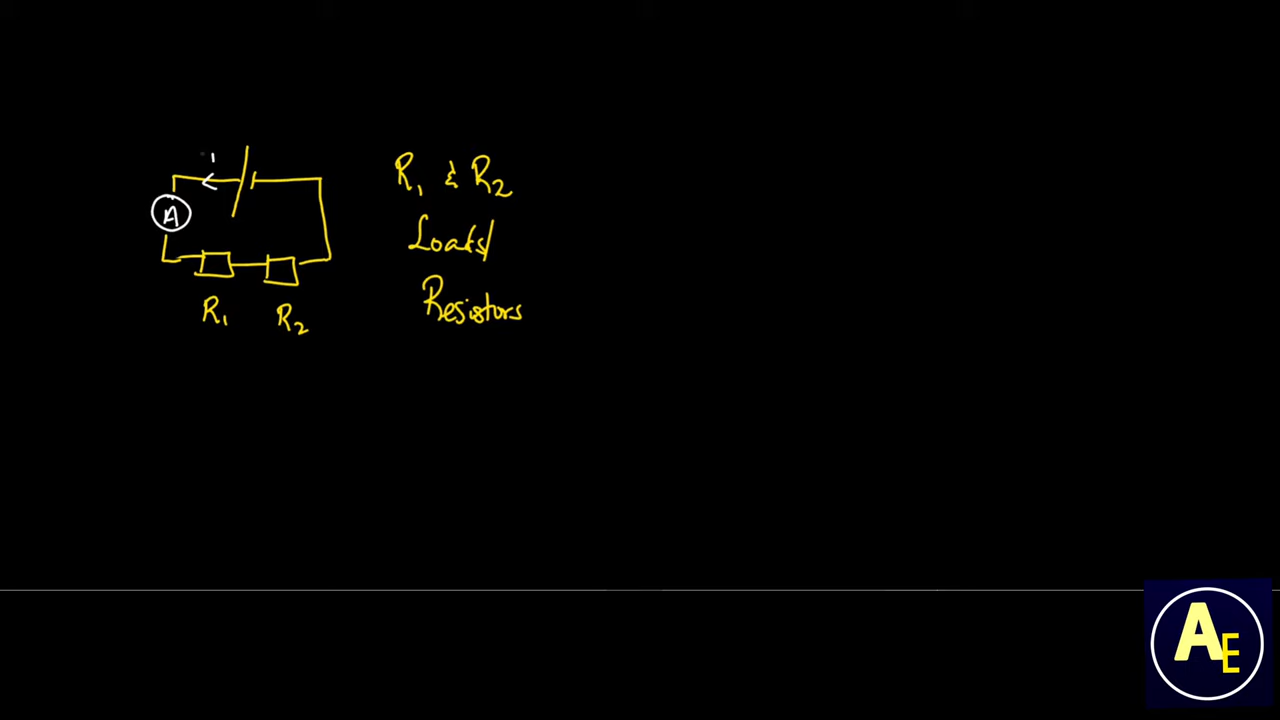 A
R₁ R₂
R₁ & R₂
Loads/
Resistors
AE